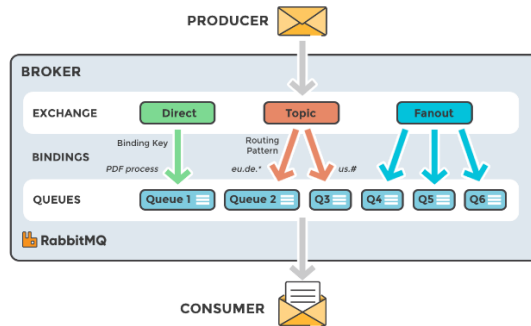 PRODUCER
BROKER
EXCHANGE
Direct
Topic
Fanout
Binding Key
Routing
Pattern
BINDINGS
PDF process
eu.de.*
us.#
QUEUES
Queue 1
Queue 2
Q3
Q4
Q5
Q6
RabbitMQ
CONSUMER